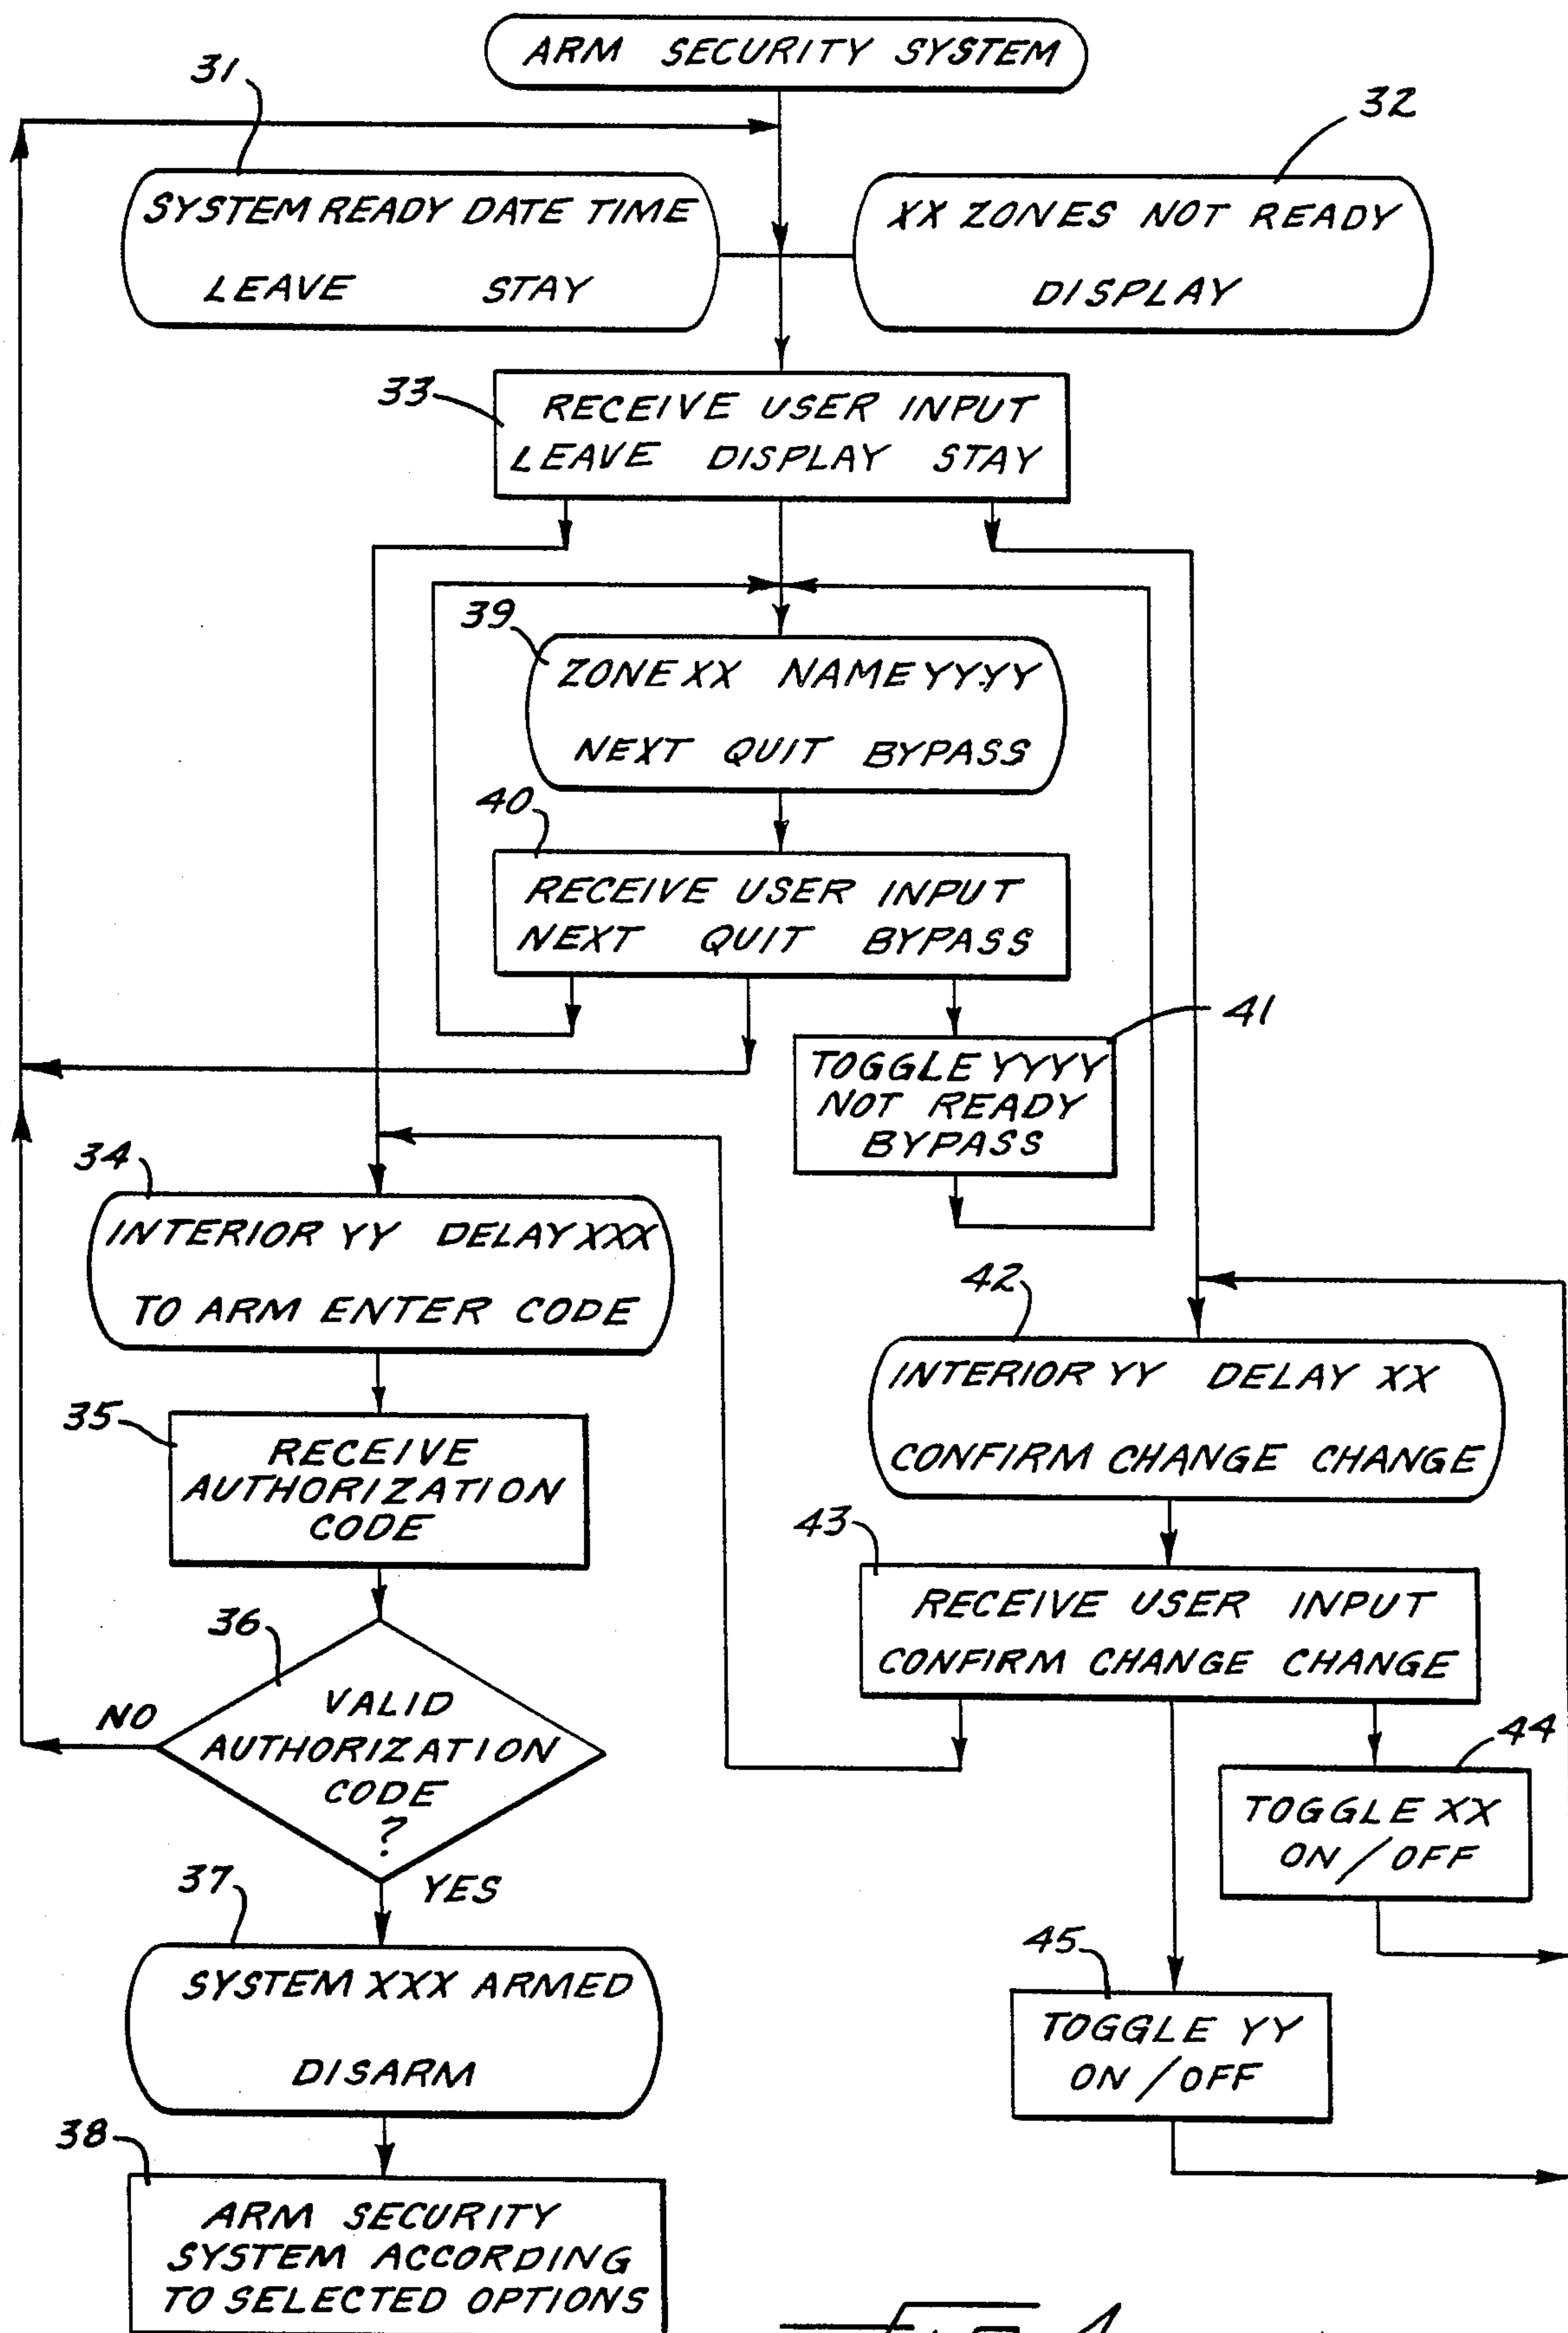 ARM SECURITY SYSTEM
31
32
SYSTEM READY DATE TIME
LEAVE STAY
XX ZONES NOT READY
DISPLAY
33
RECEIVE USER INPUT
LEAVE DISPLAY STAY
39
ZONE XX NAME YYYY
NEXT QUIT BYPASS
40
RECEIVE USER INPUT
NEXT QUIT BYPASS
41
TOGGLE YYYY
NOT READY
BYPASS
34
INTERIOR YY DELAY XXX
TO ARM ENTER CODE
42
INTERIOR YY DELAY XX
CONFIRM CHANGE CHANGE
35
RECEIVE
AUTHORIZATION
CODE
43
RECEIVE USER INPUT
CONFIRM CHANGE CHANGE
36
NO
VALID
AUTHORIZATION
CODE
?
YES
44
TOGGLE XX
ON/OFF
37
SYSTEM XXX ARMED
DISARM
45
TOGGLE YY
ON/OFF
38
ARM SECURITY
SYSTEM ACCORDING
TO SELECTED OPTIONS